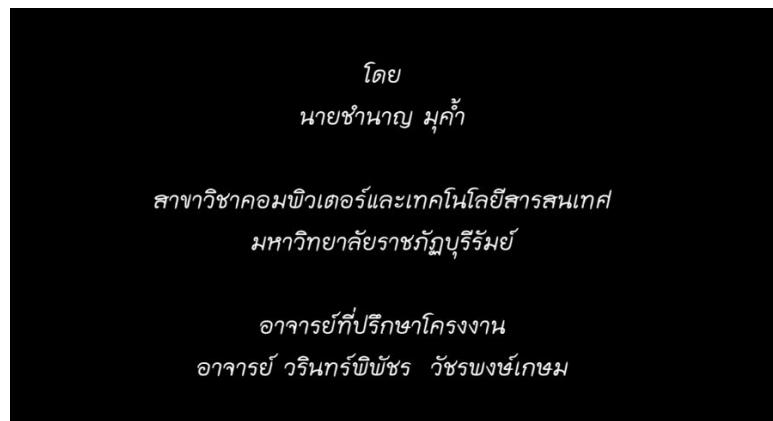 โดย
นายชำนาญ มุค้ำ
สาขาวิชาคอมพิวเตอร์และเทคโนโลยีสารสนเทศ
มหาวิทยาลัยราชภัฏบุรีรัมย์
อาจารย์ที่ปรึกษาโครงงาน
อาจารย์ วรินทร์พิพัชร วัชรพงษ์เกษม